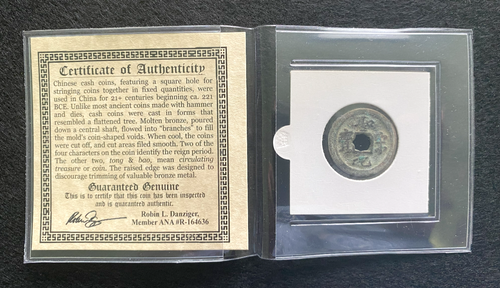 Certificate of Authenticity
Chinese cash coins, featuring a square hole for
stringing coins together in fixed quantities, were
used in China for 21+ centuries beginning ca. 221
BCE. Unlike most ancient coins made with hammer
and dies, cash coins were cast in forms that
resembled a flattened tree. Molten bronze, poured
down a central shaft, flowed into "branches" to fill
the mold's coin-shaped voids. When cool, the coins
were cut off, and cut areas filed smooth. Two of the
four characters on the coin identify the reign period.
The other two, tong & bao, mean circulating
treasure or coin. The raised edge was designed to
discourage trimming of valuable bronze metal.
Guaranteed Genuine
This is to certify that this coin has been inspected
and is guaranteed authentic.
Robin L. Danziger,
Member ANA #R-164636